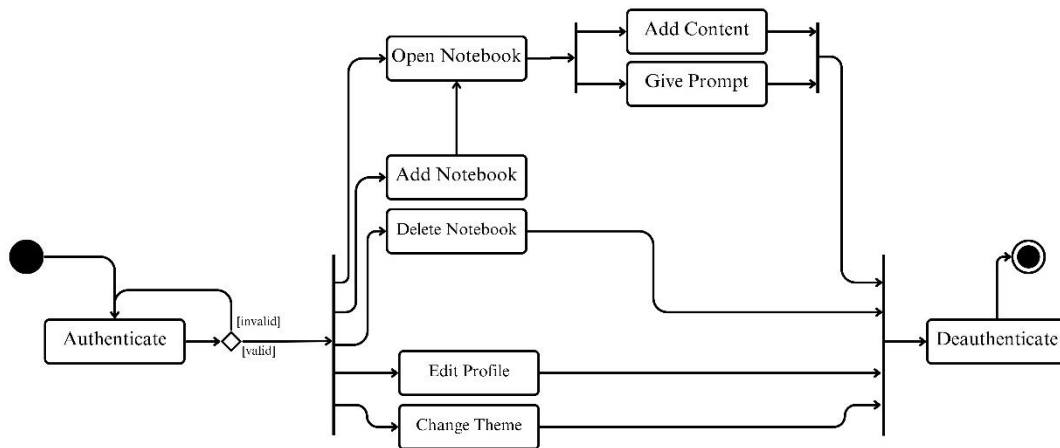 Open Notebook
Add Content
Give Prompt
Add Notebook
Delete Notebook
Authenticate
[invalid]
[valid]
Edit Profile
Change Theme
Deauthenticate